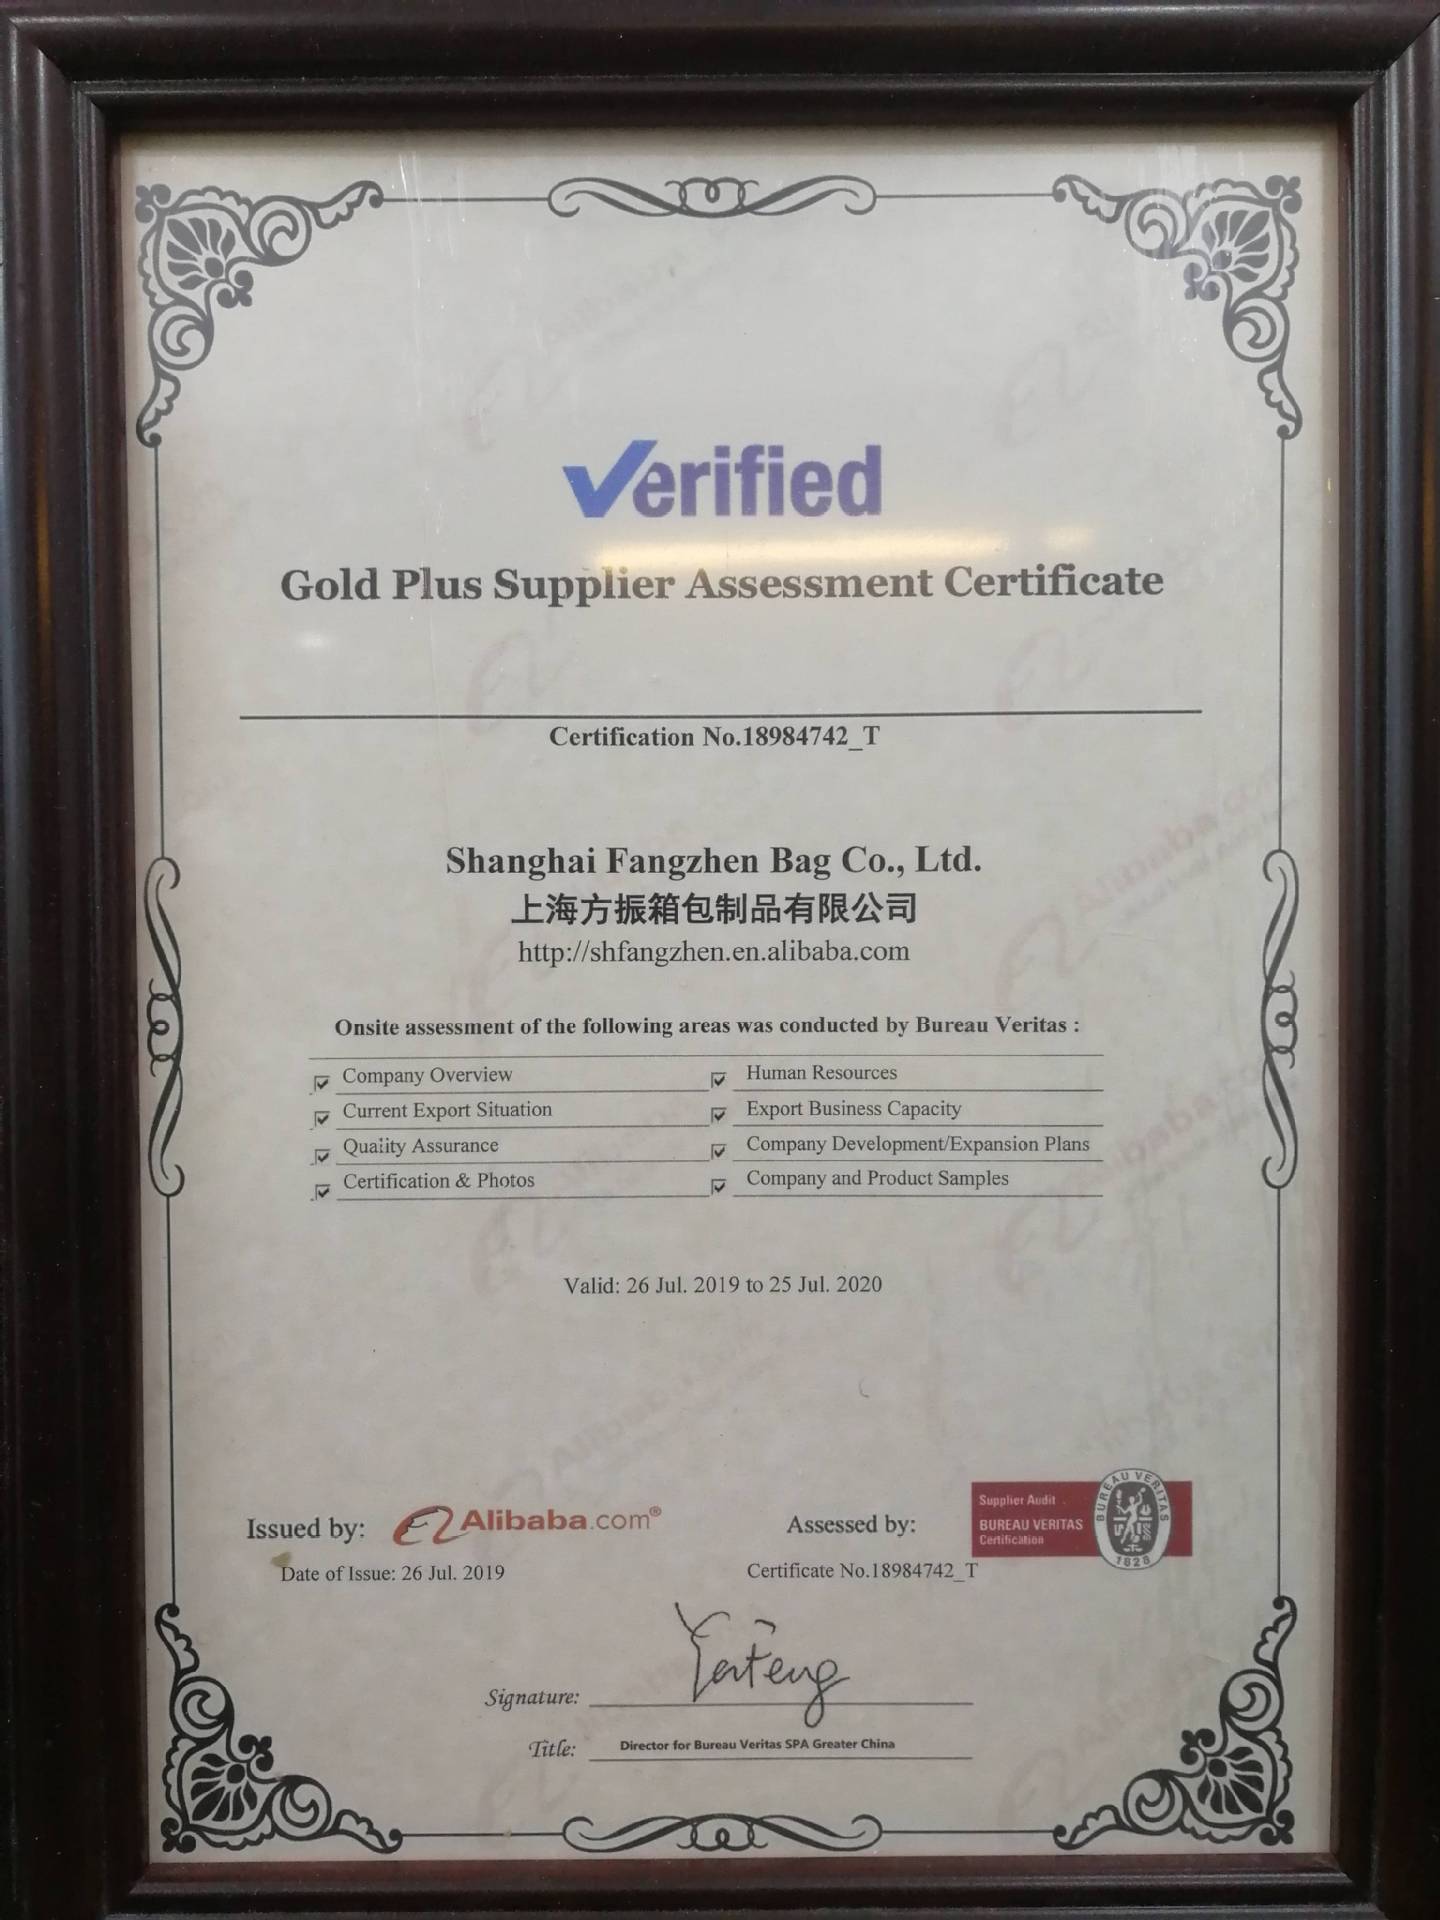 Verified
Gold Plus Supplier Assessment Certificate
Certification No.18984742_T
Shanghai Fangzhen Bag Co., Ltd.
上海方振箱包制品有限公司
http://shfangzhen.en.alibaba.com
Onsite assessment of the following areas was conducted by Bureau Veritas :
Company Overview
Human Resources
Current Export Situation
Export Business Capacity
Quality Assurance
Company Development/Expansion Plans
Certification & Photos
Company and Product Samples
Valid: 26 Jul. 2019 to 25 Jul. 2020
Issued by: Alibaba.com®
Date of Issue: 26 Jul. 2019
Assessed by:
Supplier Audit
BUREAU VERITAS
Certification
BUREAU VERITAS
1828
Certificate No.18984742_T
Signature:
Title: Director for Bureau Veritas SPA Greater China